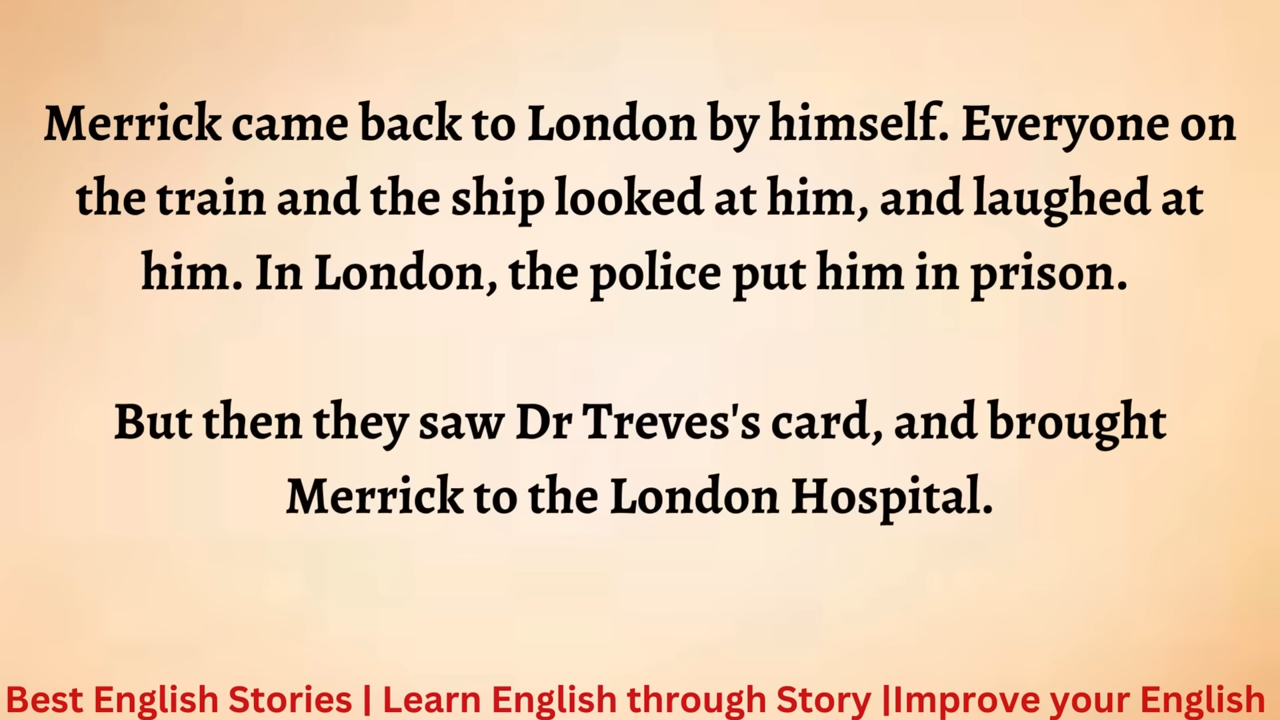 Merrick came back to London by himself. Everyone on
the train and the ship looked at him, and laughed at
him. In London, the police put him in prison.
But then they saw Dr Treves's card, and brought
Merrick to the London Hospital.
Best English Stories | Learn English through Story |Improve your English